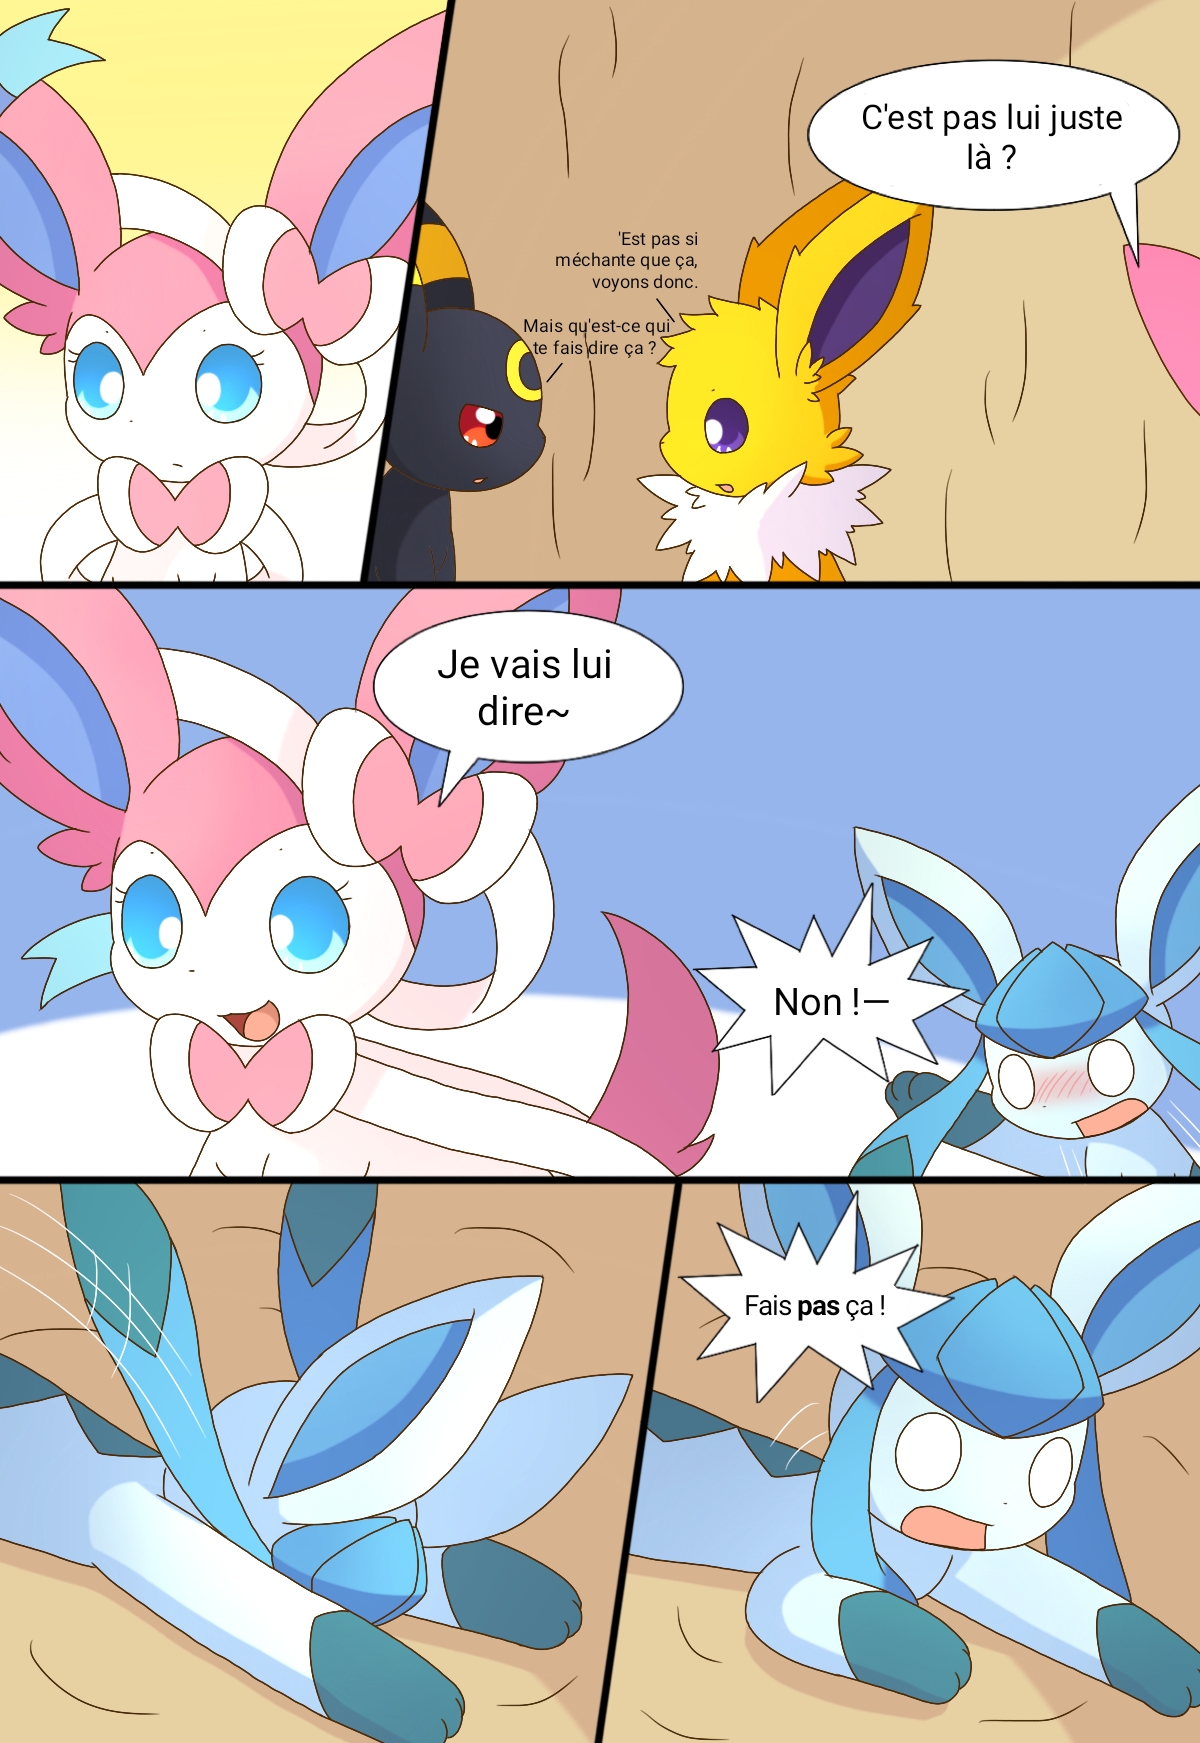 C'est pas lui juste
là ?
'Est pas si
méchante que ça,
voyons donc.
Mais qu'est-ce qui
te fais dire ça ?
Je vais lui
dire~
Non !—
Fais pas ça !